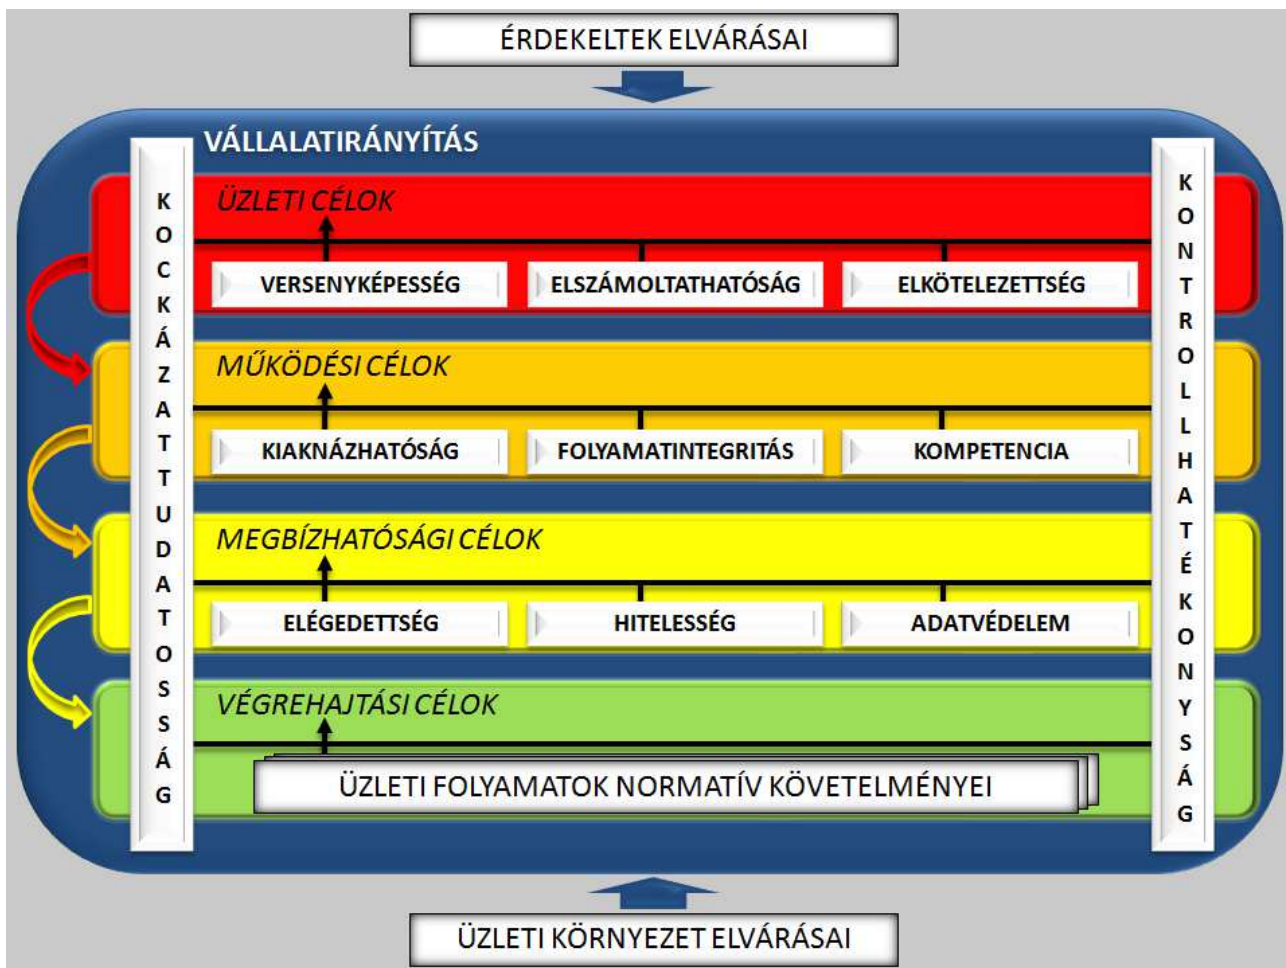 ÉRDEKELTEK ELVÁRÁSAI
VÁLLALATIRÁNYÍTÁS
KOCKÁZATTUDATOSSÁG
ÜZLETI CÉLOK
VERSENYKÉPESSÉG
ELSZÁMOLTATHATÓSÁG
ELKÖTELEZETTSÉG
MŰKÖDÉSI CÉLOK
KIAKNÁZHATÓSÁG
FOLYAMATINTEGRITÁS
KOMPETENCIA
MEGBÍZHATÓSÁGI CÉLOK
ELÉGEDETTSÉG
HITELESSÉG
ADATVÉDELEM
VÉGREHAJTÁSI CÉLOK
ÜZLETI FOLYAMATOK NORMATÍV KÖVETELMÉNYEI
KONTROLLHATÉKONYSÁG
ÜZLETI KÖRNYEZET ELVÁRÁSAI